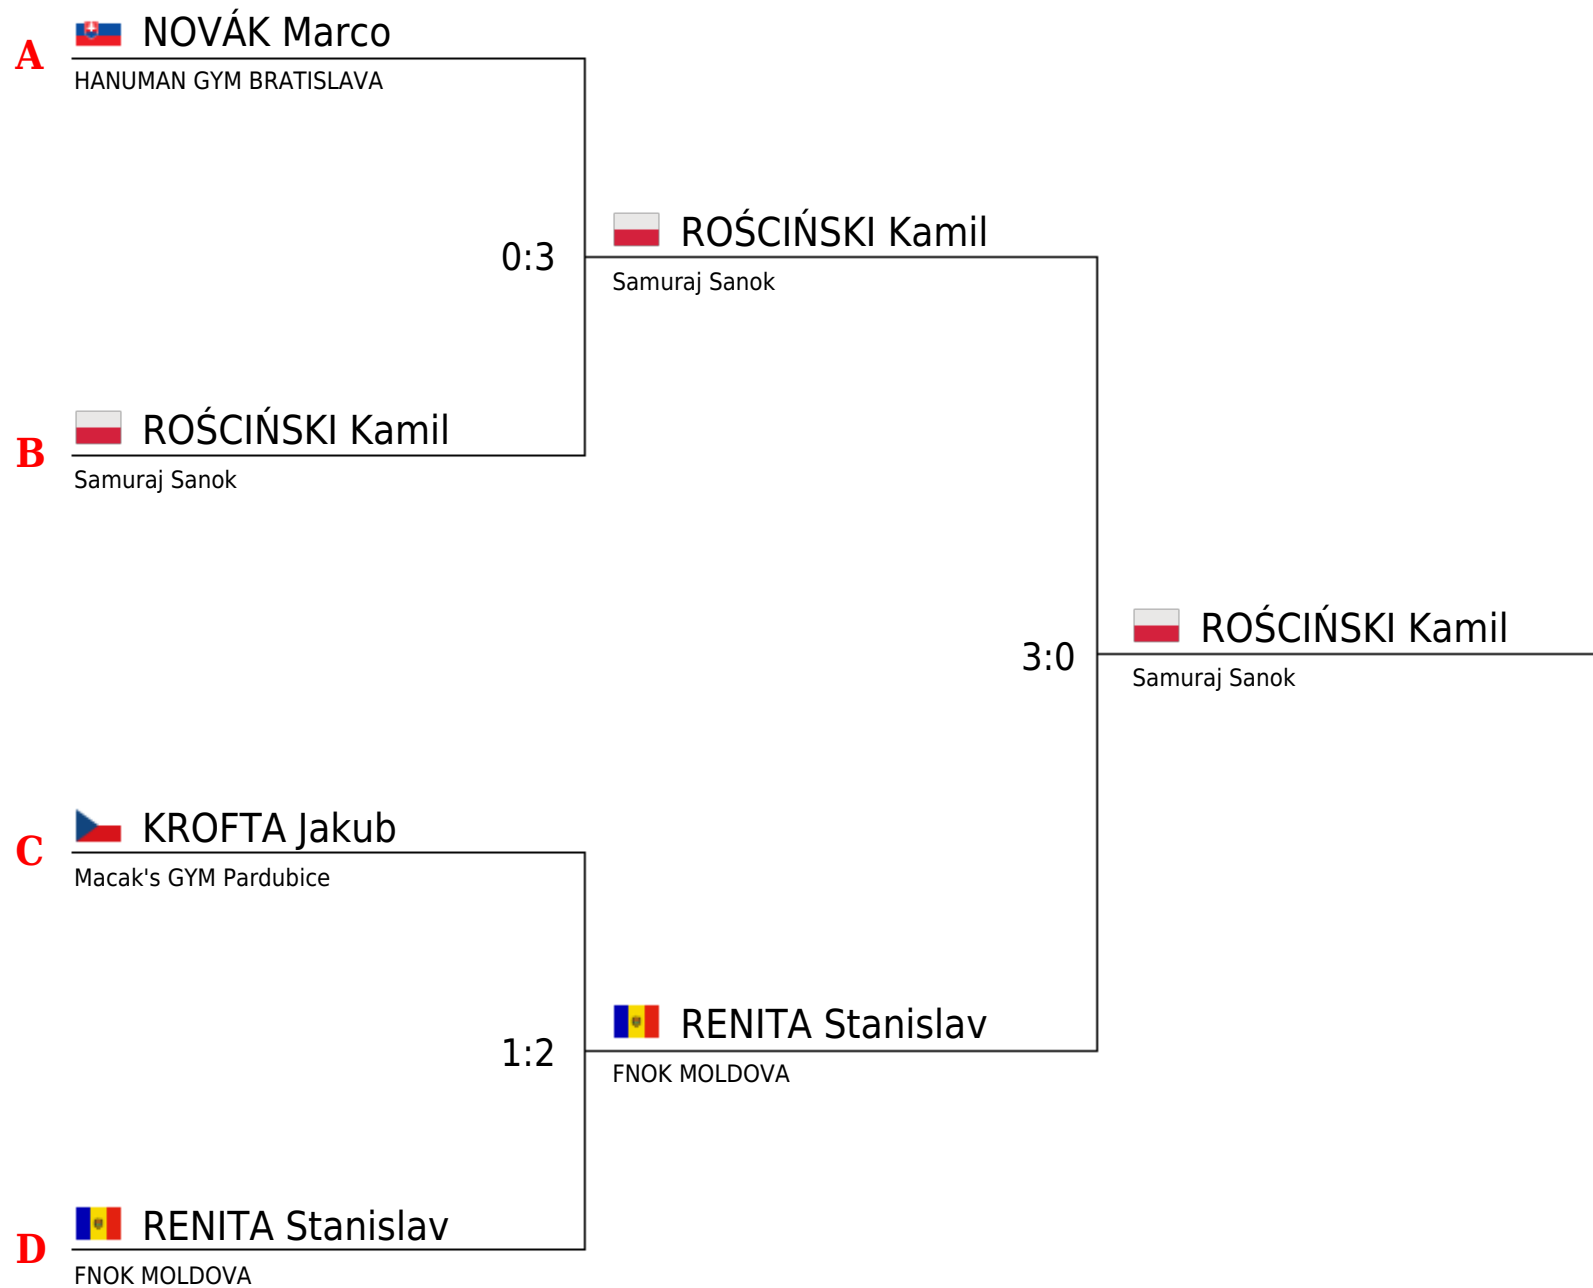 A
NOVÁK Marco
HANUMAN GYM BRATISLAVA
0:3
ROŚCIŃSKI Kamil
Samuraj Sanok
B
ROŚCIŃSKI Kamil
Samuraj Sanok
3:0
ROŚCIŃSKI Kamil
Samuraj Sanok
C
KROFTA Jakub
Macak's GYM Pardubice
1:2
RENITA Stanislav
FNOK MOLDOVA
D
RENITA Stanislav
FNOK MOLDOVA